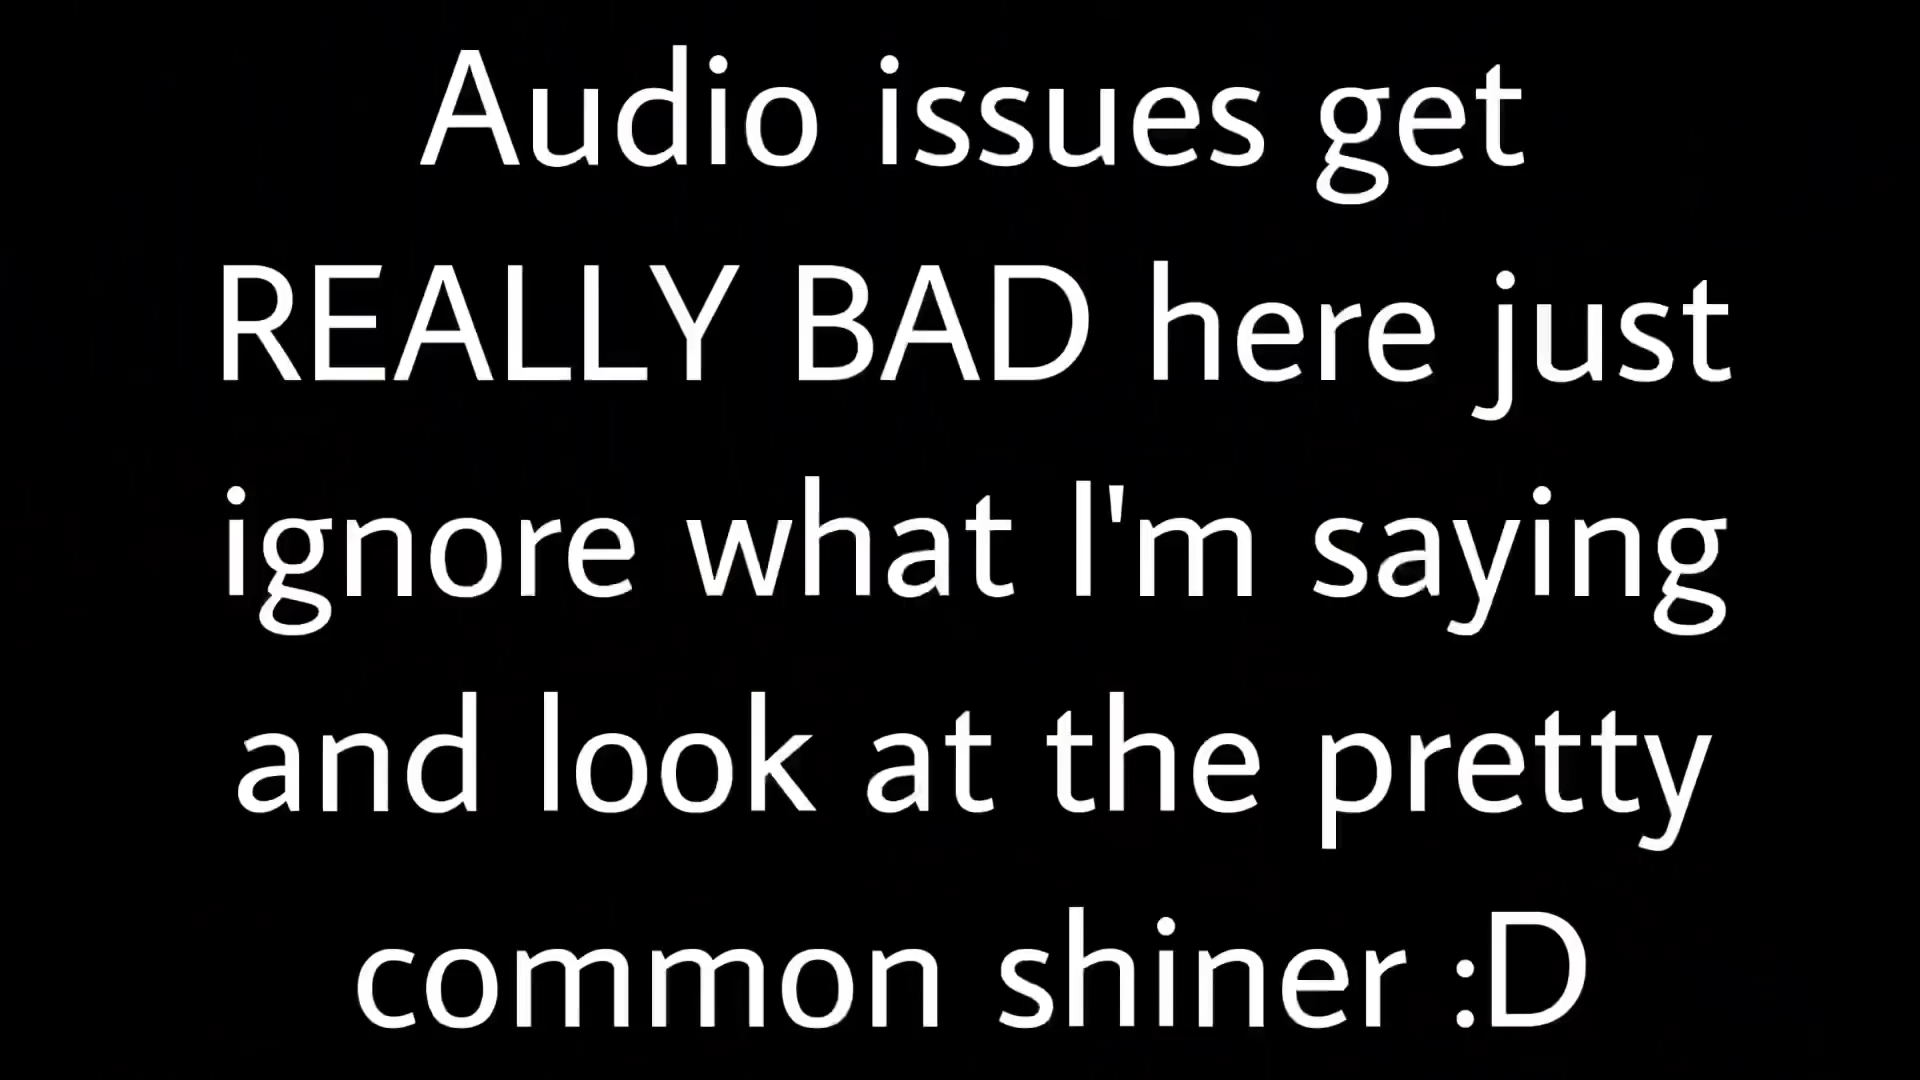 Audio issues get
REALLY BAD here just
ignore what I'm saying
and look at the pretty
common shiner :D